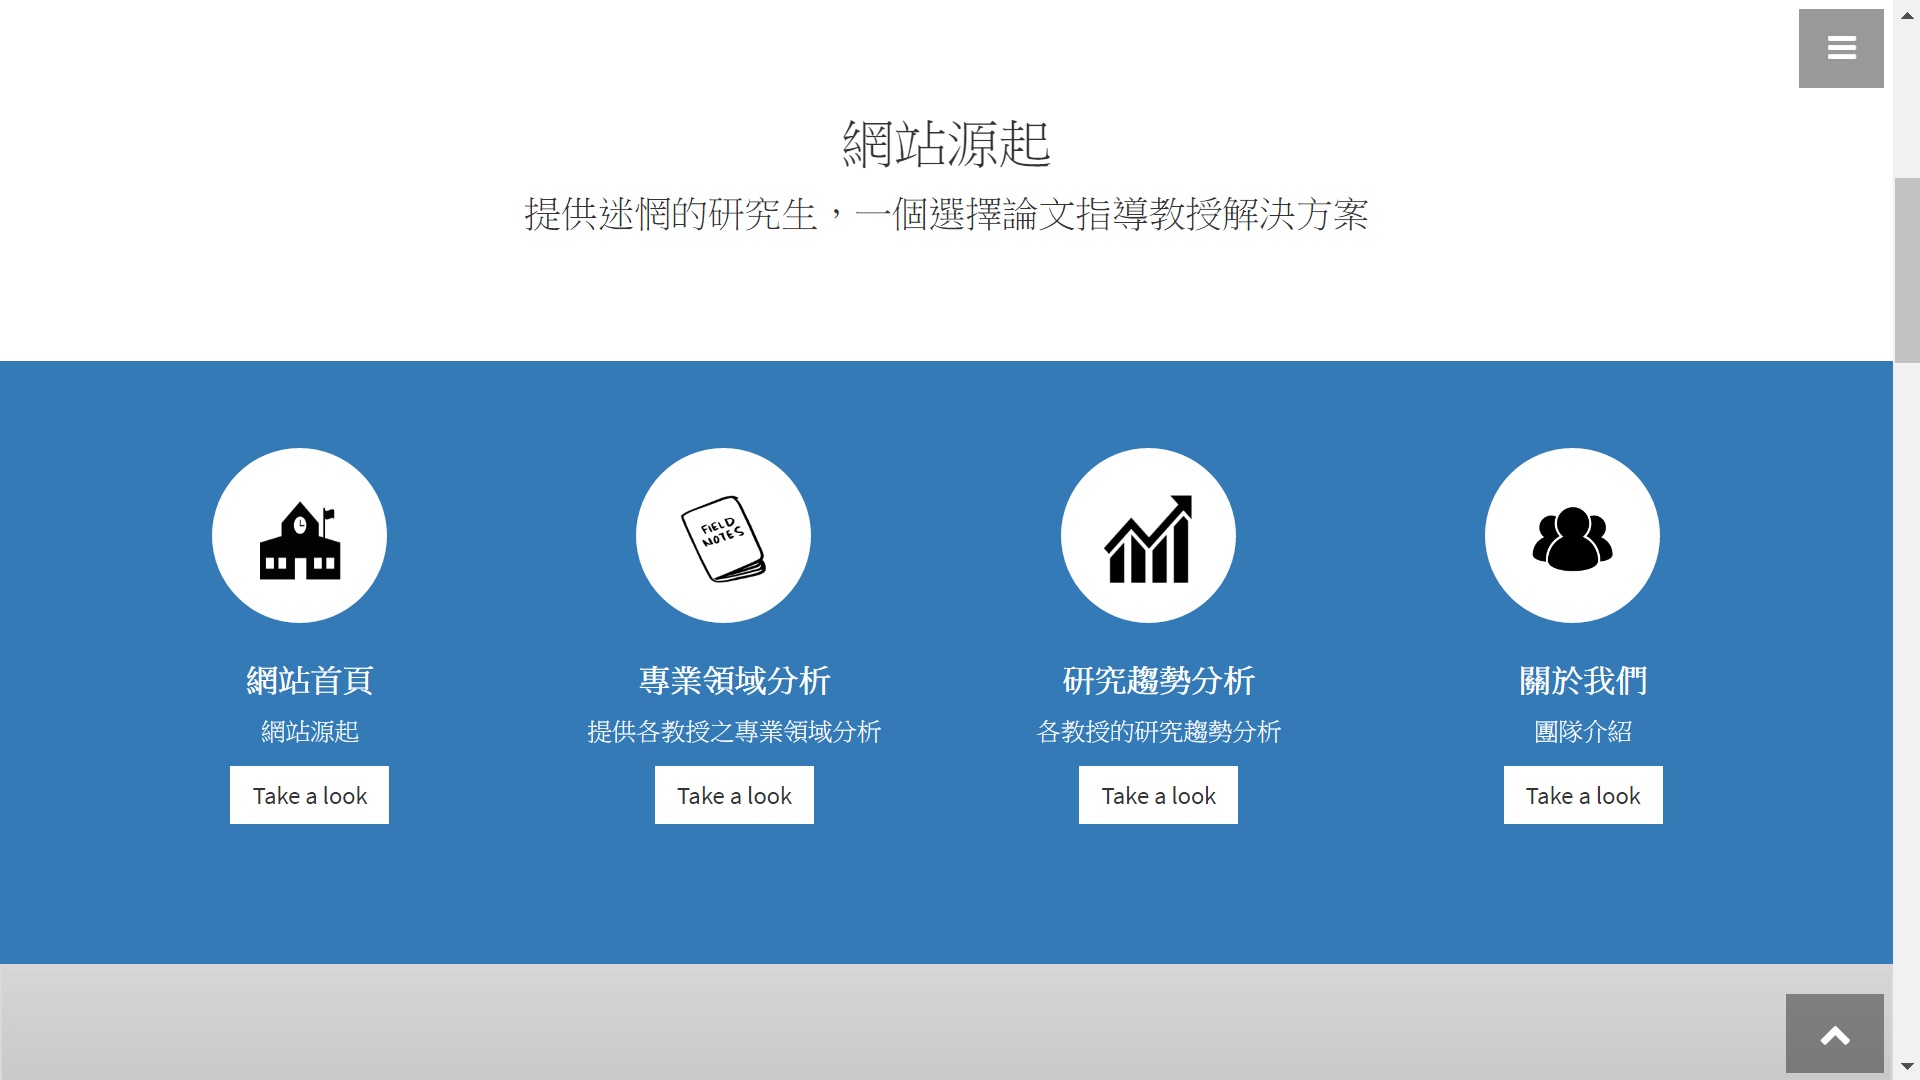 網站源起
提供迷惘的研究生，一個選擇論文指導教授解決方案
FIELD
NOTES
網站首頁
網站源起
Take a look
專業領域分析
提供各教授之專業領域分析
Take a look
研究趨勢分析
各教授的研究趨勢分析
Take a look
關於我們
團隊介紹
Take a look